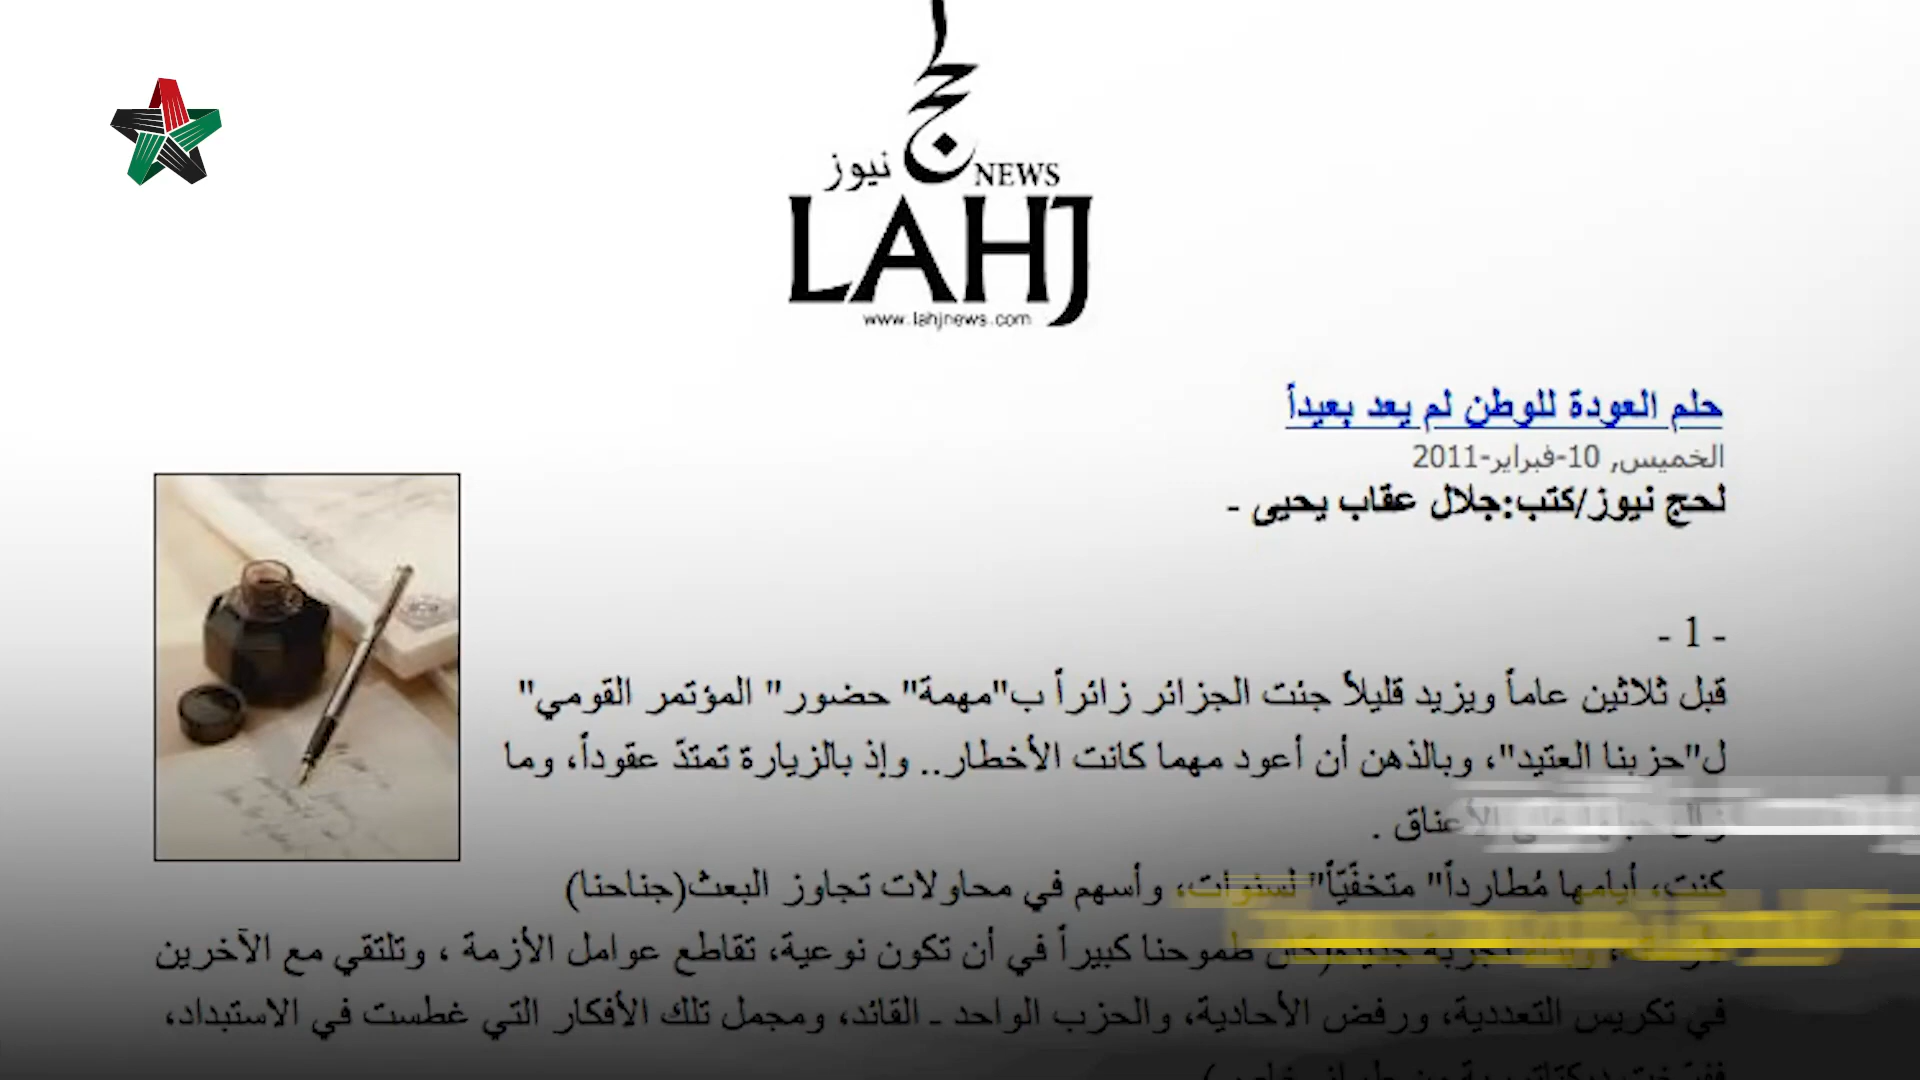 لحج
نيوز NEWS
LAHJ
www.lahjnews.com
حلم العودة للوطن لم يعد بعيداً
الخميس, 10-فبراير-2011
لحج نيوز/كتب:جلال عقاب يحيى -
- 1 -
قبل ثلاثين عاماً ويزيد قليلاً جئت الجزائر زائراً ب"مهمة" حضور" المؤتمر القومي"
ل"حزبنا العتيد"، وبالذهن أن أعود مهما كانت الأخطار.. وإذ بالزيارة تمتدّ عقوداً، وما
الأعناق .
كنت، أيامها مُطارداً" متخفّيّاً" لسنوات، وأسهم في محاولات تجاوز البعث(جناحنا)
طموحنا كبيراً في أن تكون نوعية، تقاطع عوامل الأزمة ، وتلتقي مع الآخرين
في تكريس التعددية، ورفض الأحادية، والحزب الواحد ـ القائد، ومجمل تلك الأفكار التي غطست في الاستبداد،